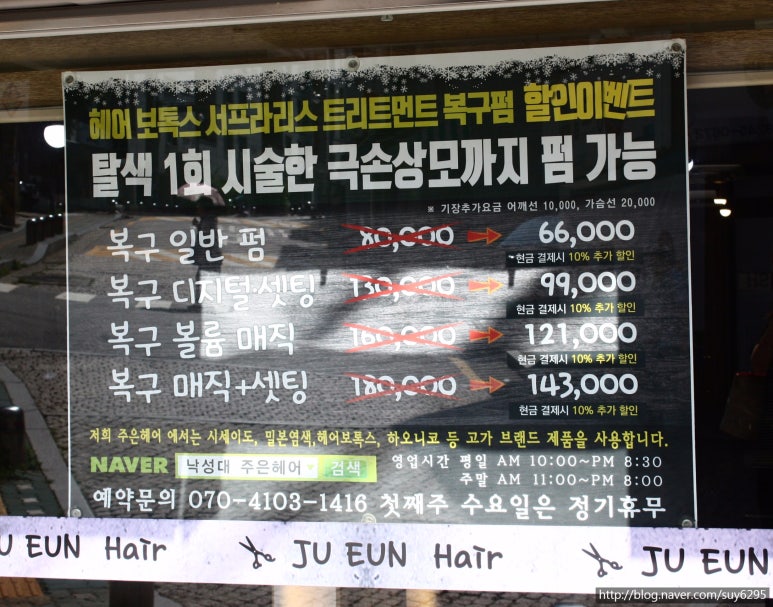 헤어 보톡스 서프라리스 트리트먼트 복구펌 할인이벤트
탈색 1회 시술한 극손상모까지 펌 가능
※ 기장추가요금 어깨선 10,000, 가슴선 20,000
복구 일반 펌 80,000 66,000
현금 결제시 10% 추가 할인
복구 디지털·셋팅 130,000 99,000
현금 결제시 10% 추가 할인
복구 볼륨 매직 160,000 121,000
현금 결제시 10% 추가 할인
복구 매직+셋팅 180,000 143,000
현금 결제시 10% 추가 할인
저희 주은헤어 에서는 시세이도, 밀본염색,헤어보톡스, 하오니코 등 고가 브랜드 제품을 사용합니다.
NAVER 낙성대 주은헤어 검색 영업시간 평일 AM 10:00~PM 8:30
주말 AM 11:00~PM 8:00
예약문의 070-4103-1416 첫째주 수요일은 정기휴무
U EUN Hair JU EUN Hair JU EUN
http://blog.naver.com/suy6295